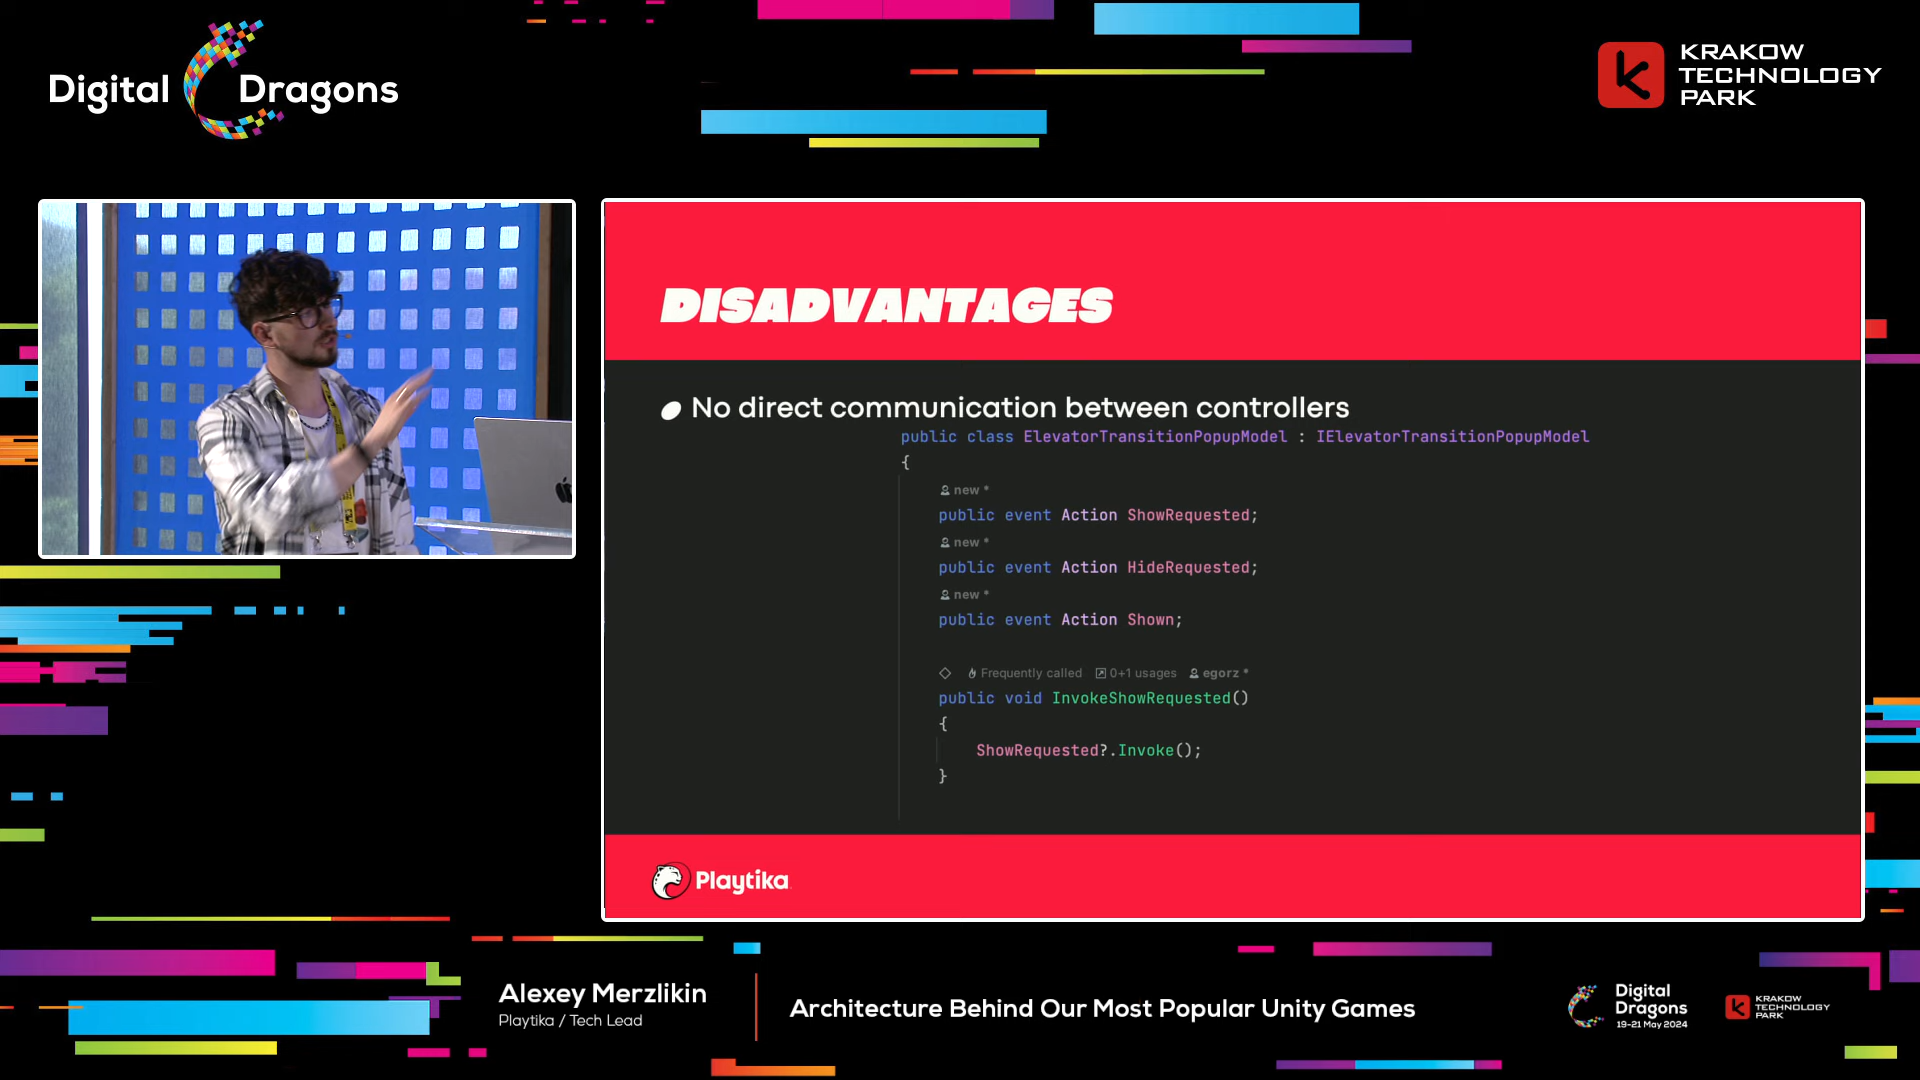 Digital Dragons
KRAKOW
TECHNOLOGY
PARK
DISADVANTAGES
No direct communication between controllers
public class ElevatorTransitionPopupModel : IElevatorTransitionPopupModel
{
new *
public event Action ShowRequested;
new *
public event Action HideRequested;
new *
public event Action Shown;
Frequently called 0+1 usages egorz *
public void InvokeShowRequested()
{
ShowRequested?.Invoke();
}
Playtika
Alexey Merzlikin
Playtika / Tech Lead
Architecture Behind Our Most Popular Unity Games
Digital
Dragons
19-21 May 2024
KRAKOW
TECHNOLOGY
PARK